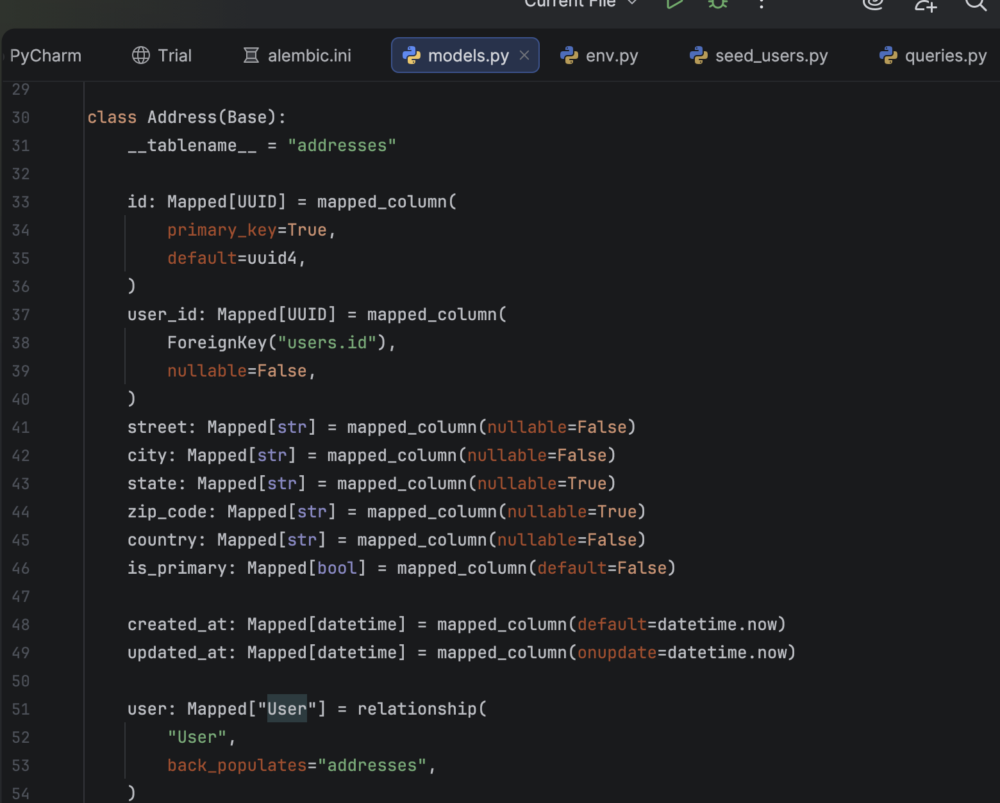 Current File
PyCharm Trial alembic.ini models.py env.py seed_users.py queries.py
29
30 class Address(Base):
31     __tablename__ = "addresses"
32
33     id: Mapped[UUID] = mapped_column(
34         primary_key=True,
35         default=uuid4,
36     )
37     user_id: Mapped[UUID] = mapped_column(
38         ForeignKey("users.id"),
39         nullable=False,
40     )
41     street: Mapped[str] = mapped_column(nullable=False)
42     city: Mapped[str] = mapped_column(nullable=False)
43     state: Mapped[str] = mapped_column(nullable=True)
44     zip_code: Mapped[str] = mapped_column(nullable=True)
45     country: Mapped[str] = mapped_column(nullable=False)
46     is_primary: Mapped[bool] = mapped_column(default=False)
47
48     created_at: Mapped[datetime] = mapped_column(default=datetime.now)
49     updated_at: Mapped[datetime] = mapped_column(onupdate=datetime.now)
50
51     user: Mapped["User"] = relationship(
52         "User",
53         back_populates="addresses",
54     )